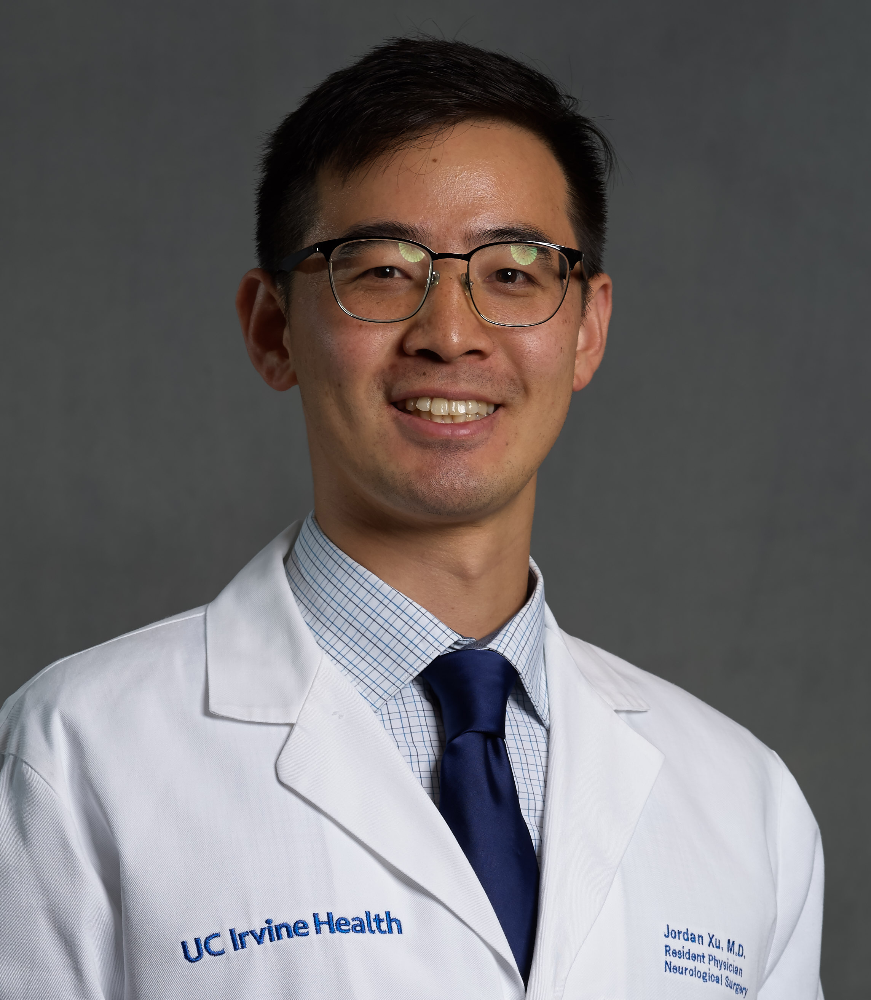 UC Irvine Health
Jordan Xu, M.D.
Resident Physician
Neurological Surgery